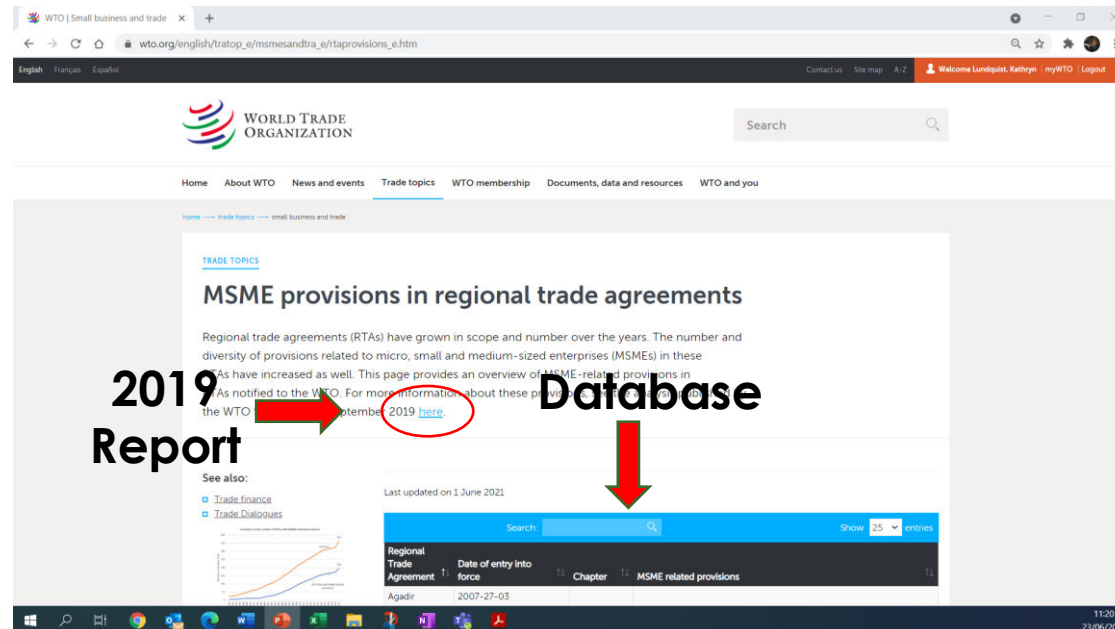 WTO | Small business and trade
wto.org/english/tratop_e/msmesandtra_e/rtaprovisions_e.htm
English Français Español
Contact us Site map A-Z Welcome Lundquist, Kathryn myWTO Logout
WORLD TRADE
ORGANIZATION
Search
Home About WTO News and events Trade topics WTO membership Documents, data and resources WTO and you
home → trade topics → small business and trade
TRADE TOPICS
MSME provisions in regional trade agreements
Regional trade agreements (RTAs) have grown in scope and number over the years. The number and
diversity of provisions related to micro, small and medium-sized enterprises (MSMEs) in these
RTAs have increased as well. This page provides an overview of MSME-related provisions in
RTAs notified to the WTO. For more information about these provisions, see the analysis published
the WTO September 2019 here.
2019
Report
Database
See also:
Trade finance
Trade Dialogues
Last updated on 1 June 2021
Search:
Show 25 entries
Regional
Trade
Agreement
Date of entry into
force
Chapter
MSME related provisions
Agadir 2007-27-03
11:20